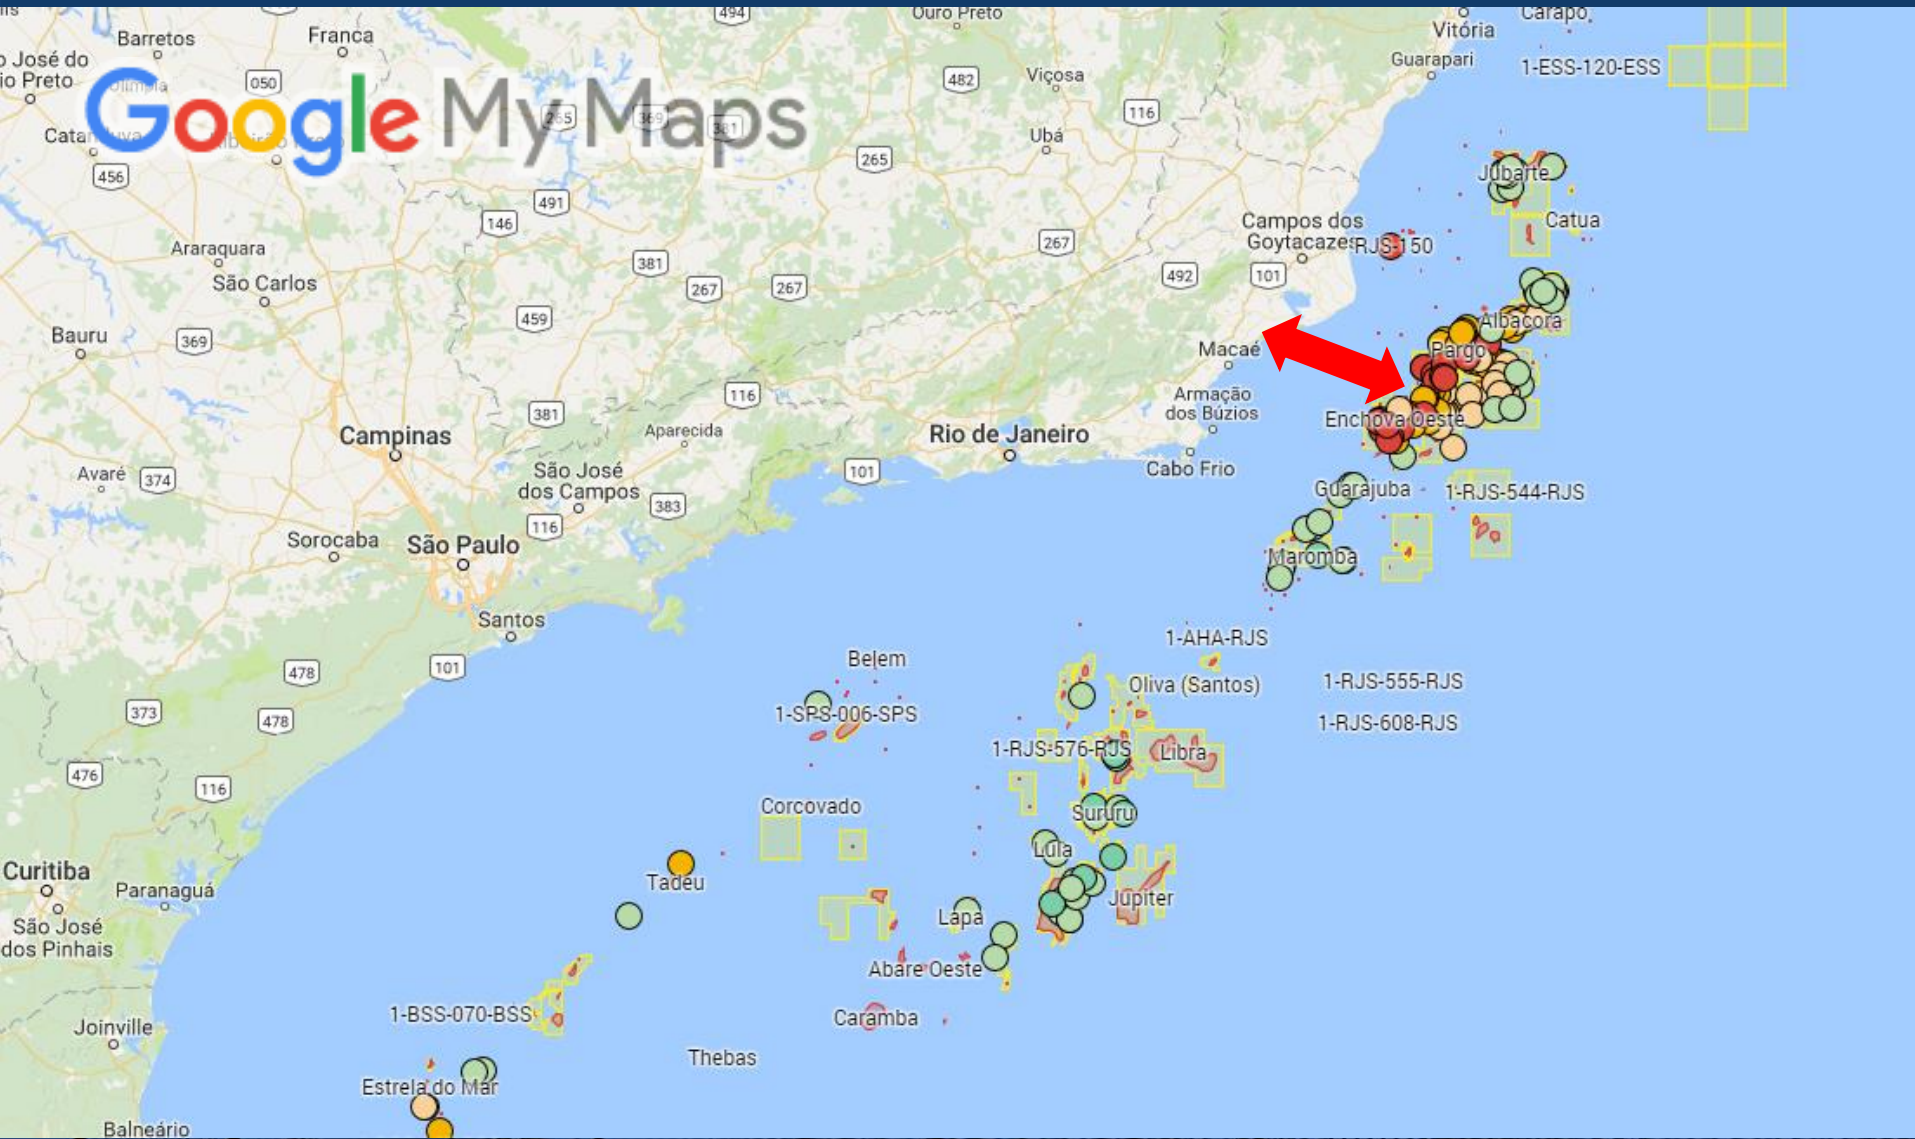 494
Ouro Preto
Carapo
Vitória
Barretos
Franca
Guarapari
o José do
io Preto
1-ESS-120-ESS
050
482
Viçosa
Google My Maps
265
369
381
116
Ubá
265
456
Jubarte
491
146
Campos dos
Goytacazes
RJS-150
Catua
Araraquara
267
381
492
101
São Carlos
267
267
459
Albacora
Bauru
369
Macaé
Pargo
116
Armação
dos Búzios
381
Enchova Oeste
Campinas
Aparecida
Rio de Janeiro
Cabo Frio
Avaré
374
São José
dos Campos
101
383
Guarajuba
1-RJS-544-RJS
116
Sorocaba
São Paulo
Maromba
Santos
1-AHA-RJS
478
101
Belem
Oliva (Santos)
1-RJS-555-RJS
373
478
1-SPS-006-SPS
1-RJS-608-RJS
1-RJS-576-RJS
Libra
476
116
Corcovado
Sururu
Lula
Curitiba
Paranaguá
Tadeu
Jupiter
São José
dos Pinhais
Lapa
Abare Oeste
1-BSS-070-BSS
Caramba
Joinville
Thebas
Estrela do Mar
Balneário